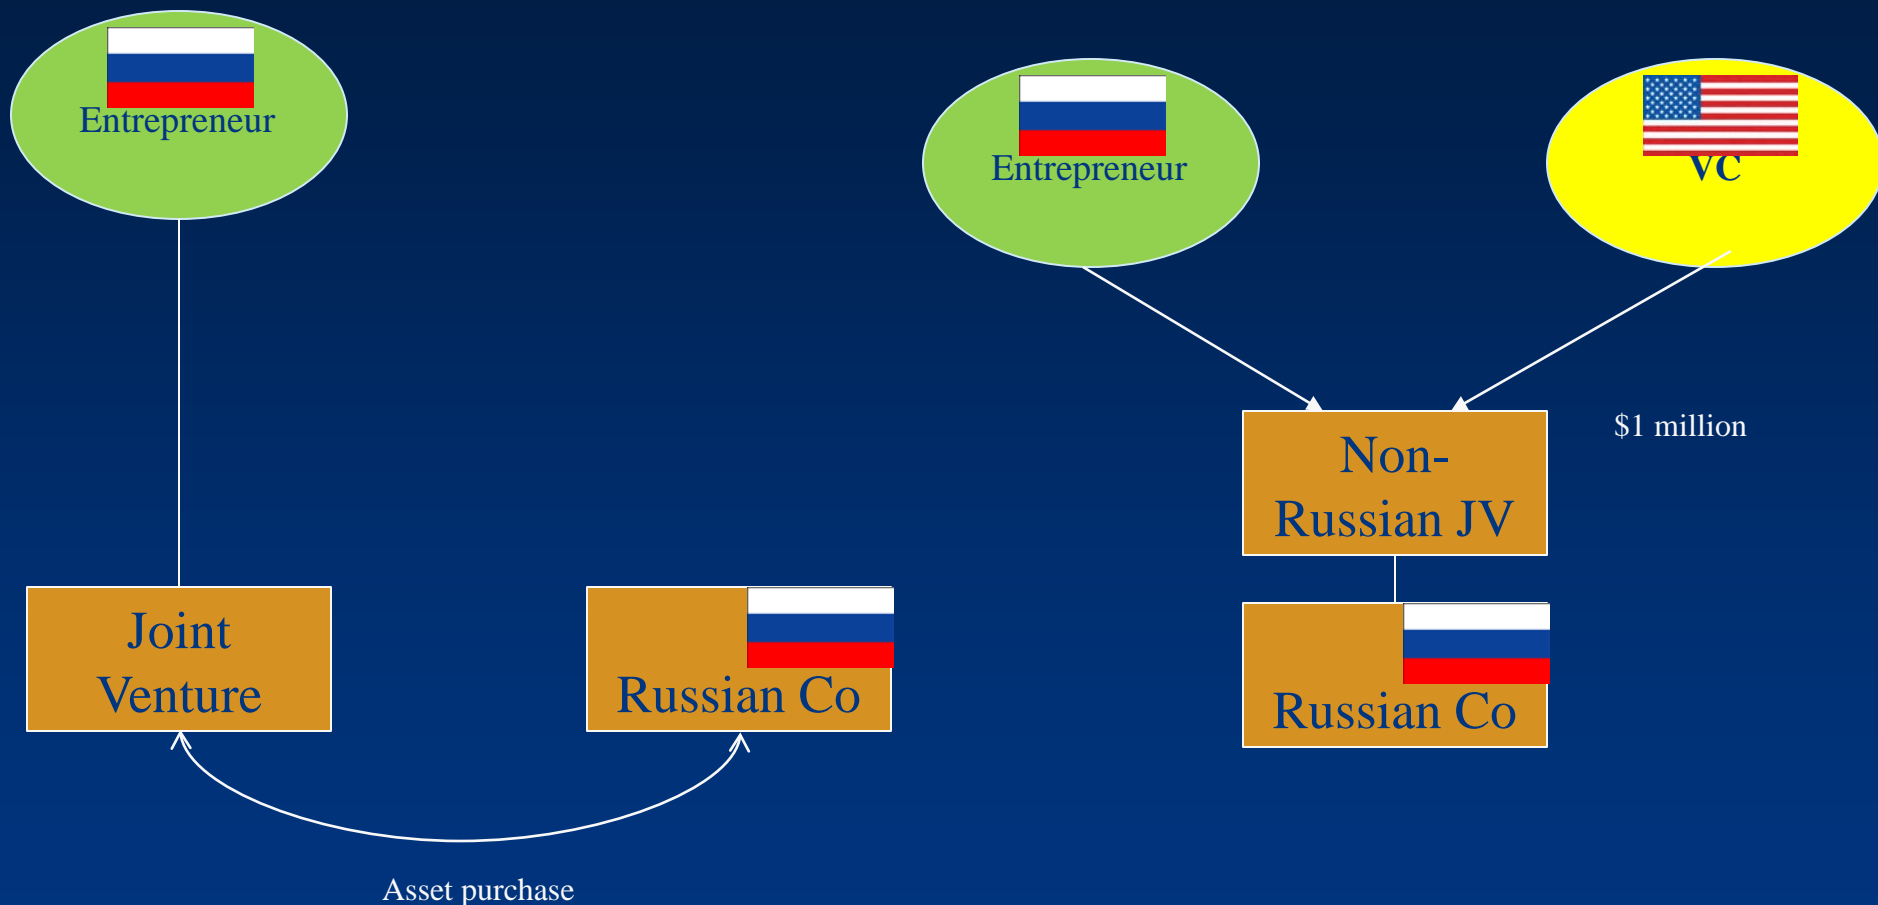 Entrepreneur
Joint
Venture
Russian Co
Asset purchase
Entrepreneur
VC
$1 million
Non-
Russian JV
Russian Co